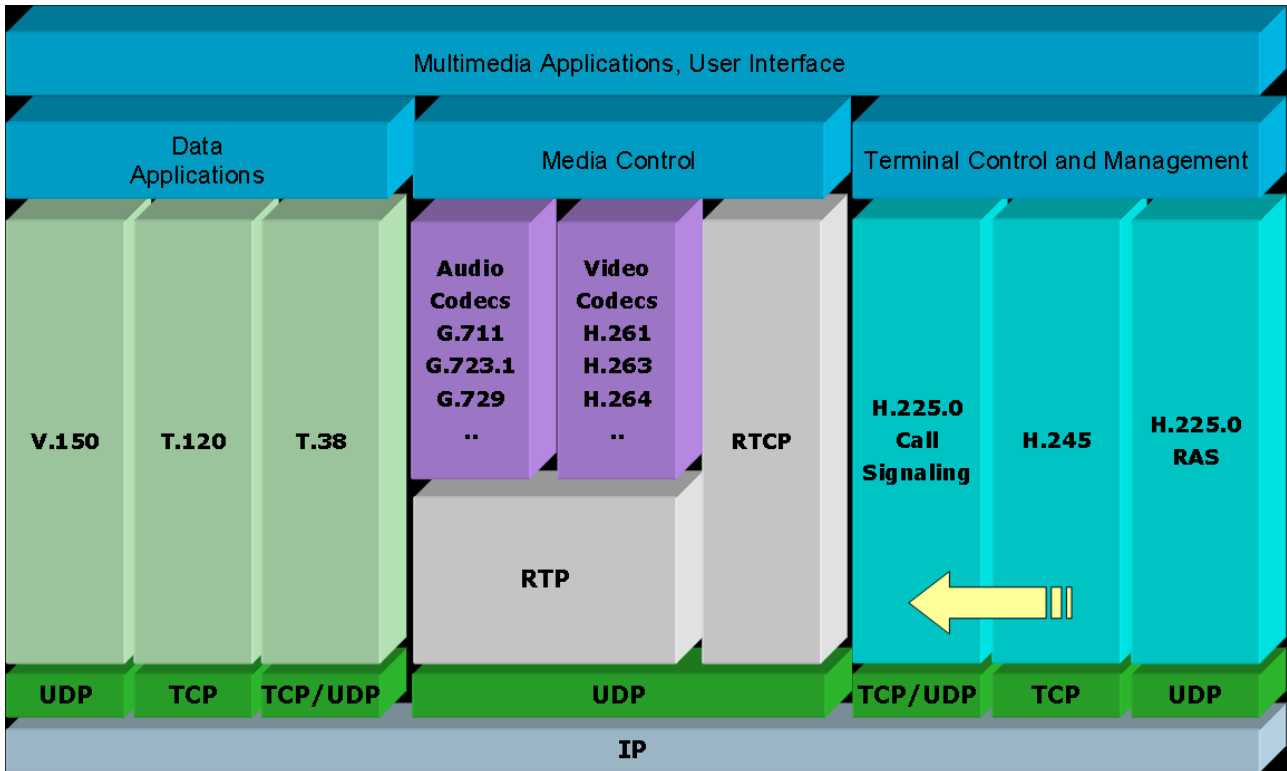 Multimedia Applications, User Interface
Data
Applications
Media Control
Terminal Control and Management
V.150
T.120
T.38
Audio
Codecs
G.711
G.723.1
G.729
..
Video
Codecs
H.261
H.263
H.264
..
RTP
RTCP
H.225.0
Call
Signaling
H.245
H.225.0
RAS
UDP
TCP
TCP/UDP
UDP
TCP/UDP
TCP
UDP
IP